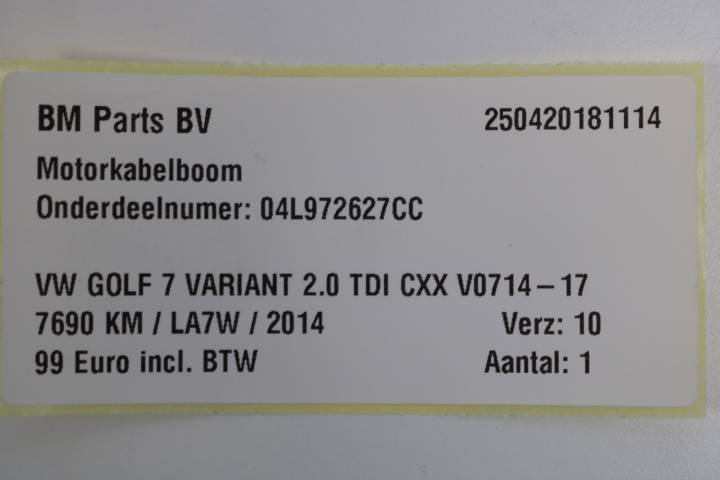 BM Parts BV 250420181114
Motorkabelboom
Onderdeelnumer: 04L972627CC
VW GOLF 7 VARIANT 2.0 TDI CXX V0714-17
7690 KM / LA7W / 2014 Verz: 10
99 Euro incl. BTW Aantal: 1